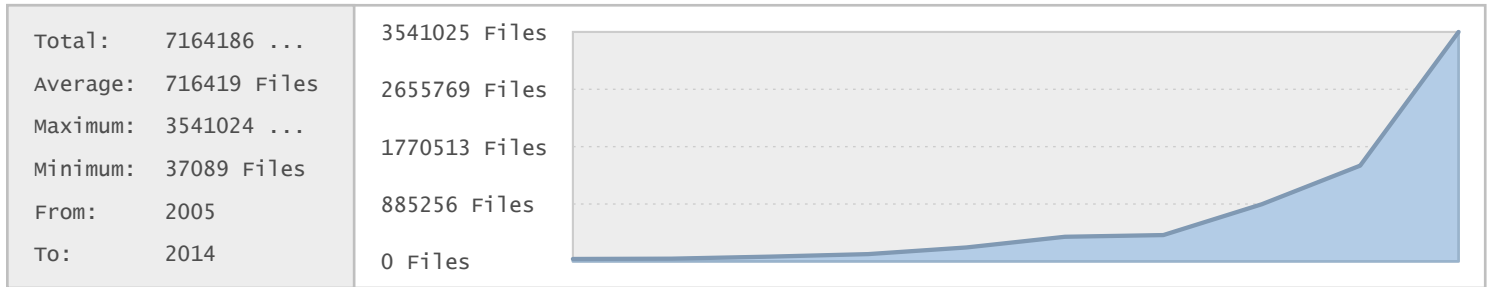 Total: 7164186 ...
Average: 716419 Files
Maximum: 3541024 ...
Minimum: 37089 Files
From: 2005
To: 2014
3541025 Files
2655769 Files
1770513 Files
885256 Files
0 Files